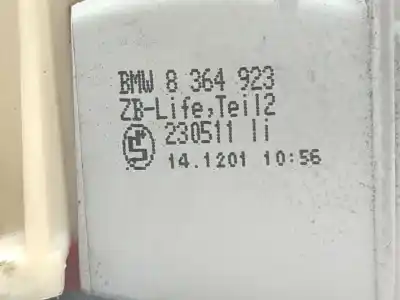 BMW 8 364 923
ZB-Life,Teil2
230511 li
14.1201 10:56